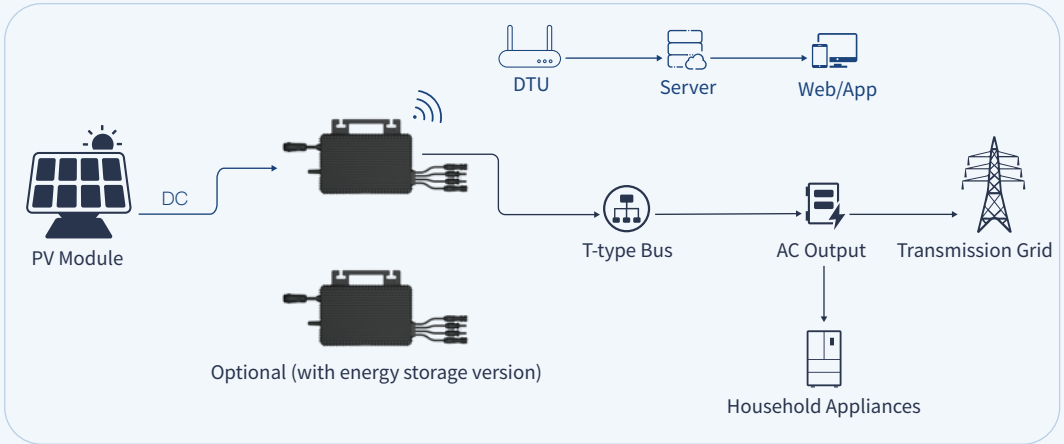 DTU
Server
Web/App
DC
PV Module
T-type Bus
AC Output
Transmission Grid
Optional (with energy storage version)
Household Appliances